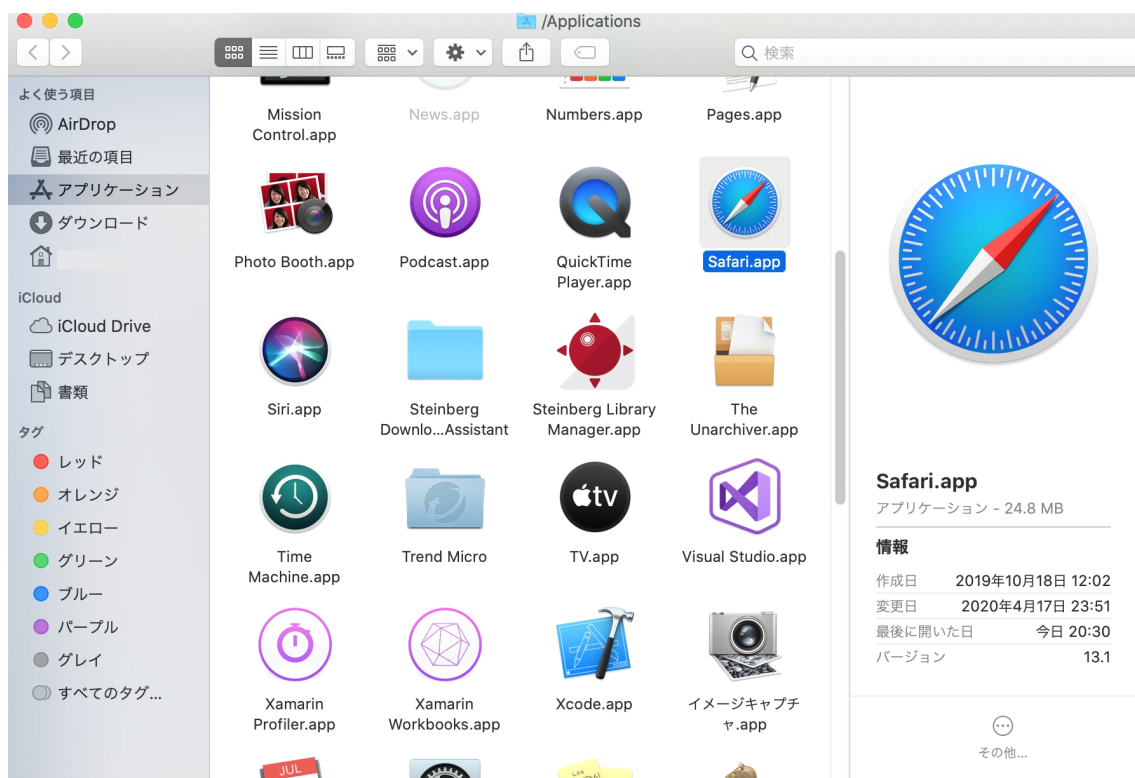 /Applications
検索
よく使う項目
AirDrop
最近の項目
アプリケーション
ダウンロード
iCloud
iCloud Drive
デスクトップ
書類
タグ
レッド
オレンジ
イエロー
グリーン
ブルー
パープル
グレイ
すべてのタグ...
Mission
Control.app
News.app
Numbers.app
Pages.app
Photo Booth.app
Podcast.app
QuickTime
Player.app
Safari.app
Siri.app
Steinberg
Downlo...Assistant
Steinberg Library
Manager.app
The
Unarchiver.app
tv
Time
Machine.app
Trend Micro
TV.app
Visual Studio.app
Xamarin
Profiler.app
Xamarin
Workbooks.app
Xcode.app
イメージキャプチ
ャ.app
JUL
Safari.app
アプリケーション - 24.8 MB
情報
作成日 2019年10月18日 12:02
変更日 2020年4月17日 23:51
最後に開いた日 今日 20:30
バージョン 13.1
その他...